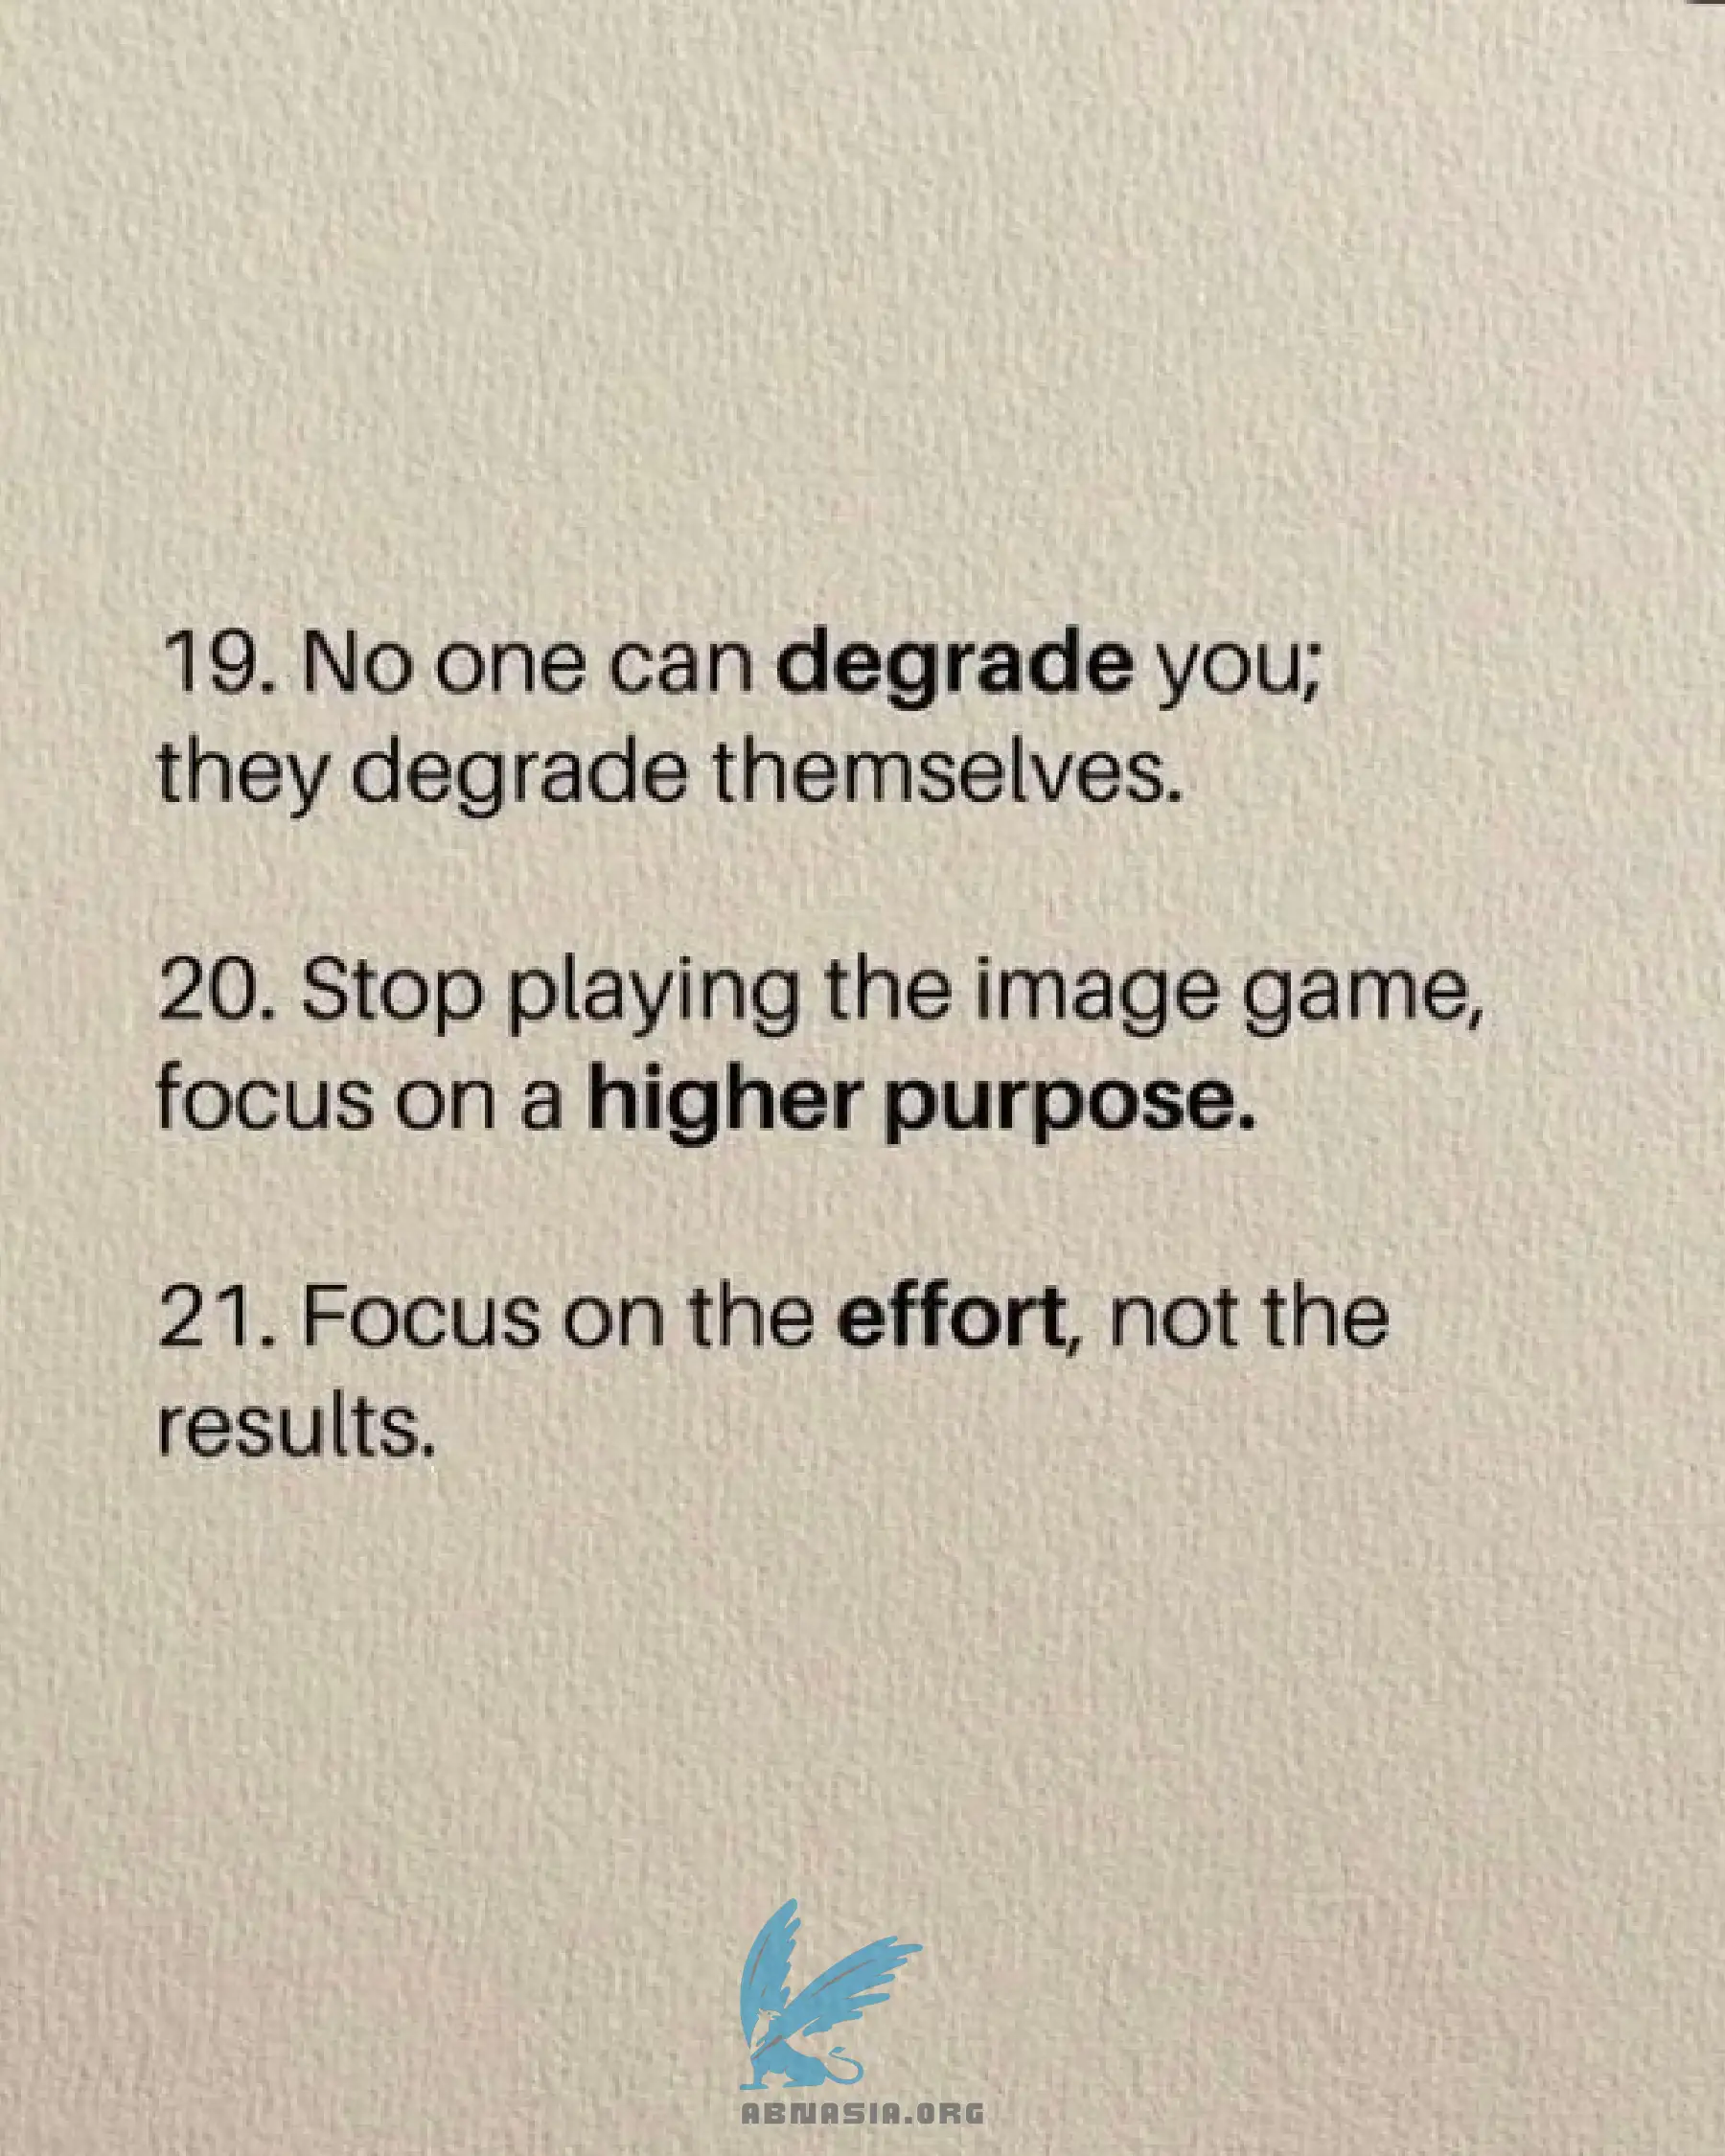 19. No one can degrade you;
they degrade themselves.
20. Stop playing the image game,
focus on a higher purpose.
21. Focus on the effort, not the
results.
ABNASIA.ORG